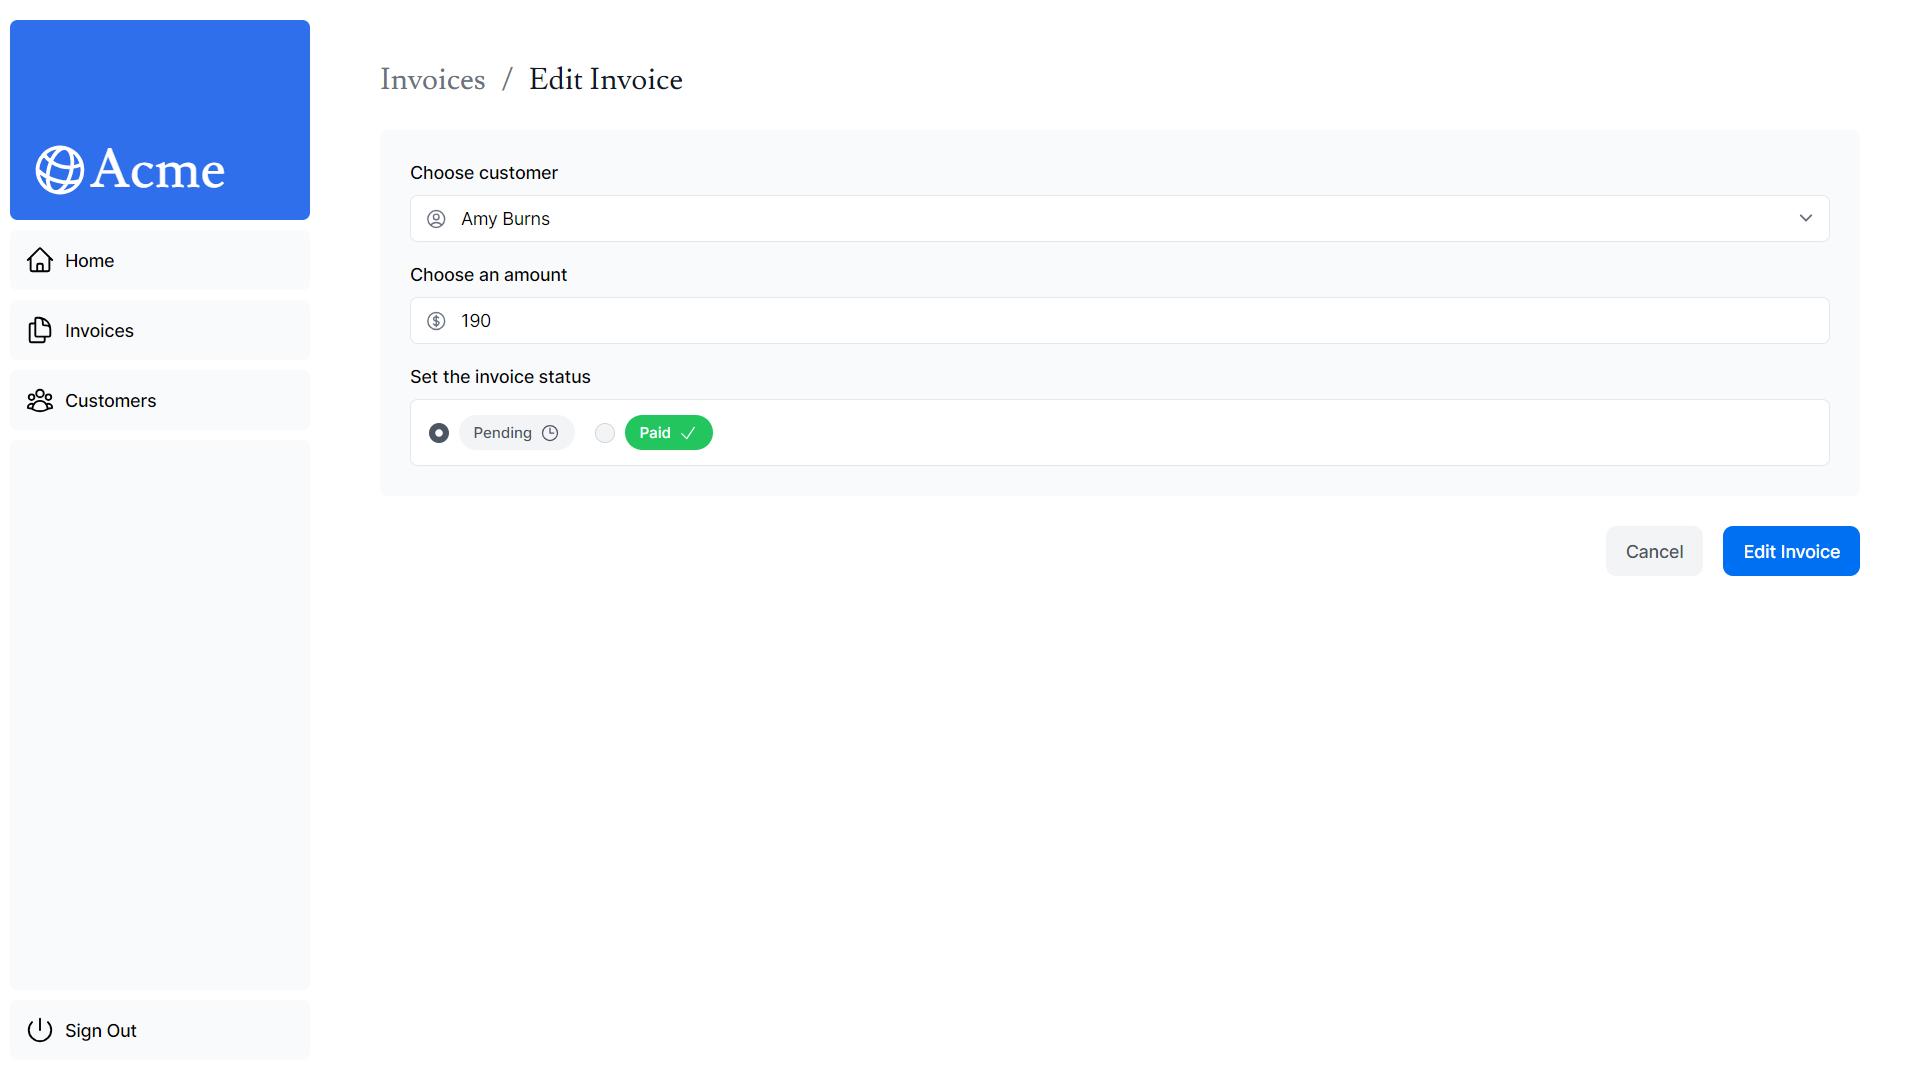 Acme
Home
Invoices
Customers
Sign Out
Invoices / Edit Invoice
Choose customer
Amy Burns
Choose an amount
190
Set the invoice status
Pending Paid
Cancel Edit Invoice